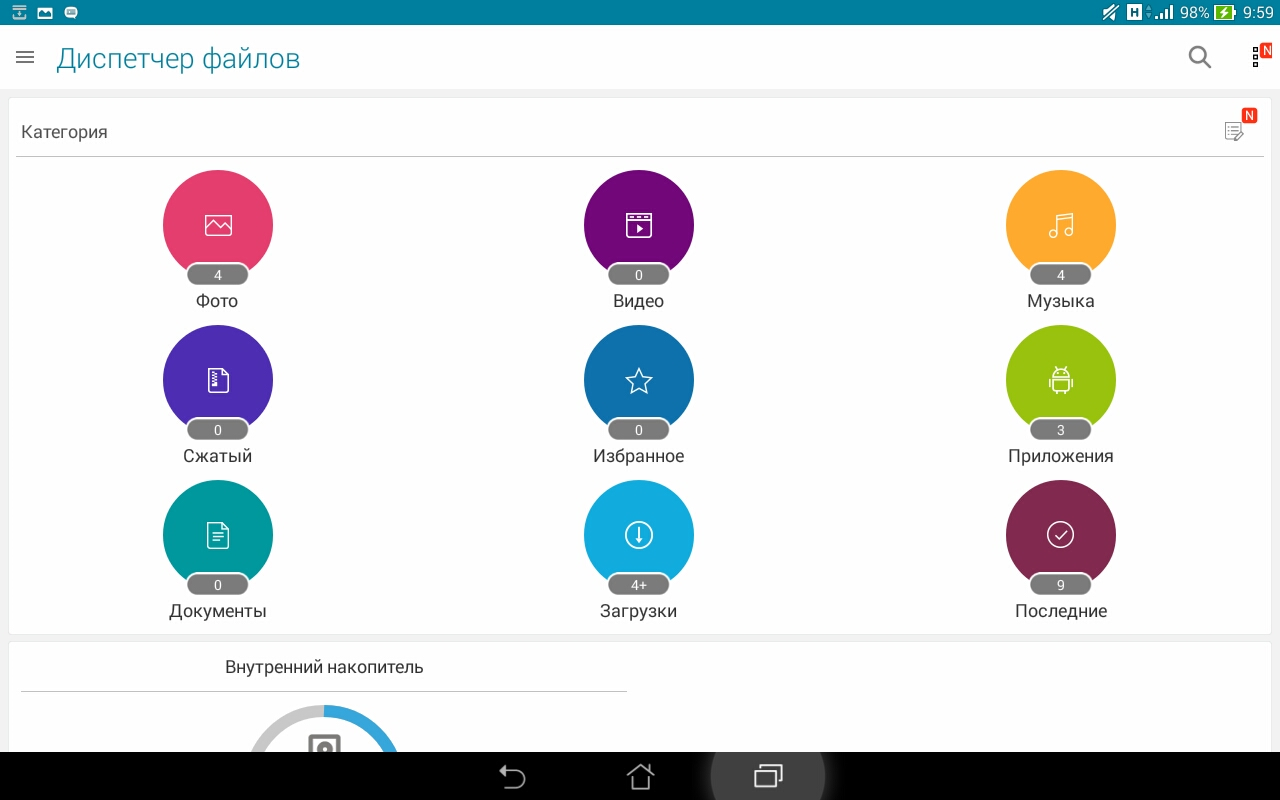 H 98% 9:59
Диспетчер файлов
N
Категория
N
4
0
4
Фото
Видео
Музыка
0
0
3
Сжатый
Избранное
Приложения
0
4+
9
Документы
Загрузки
Последние
Внутренний накопитель